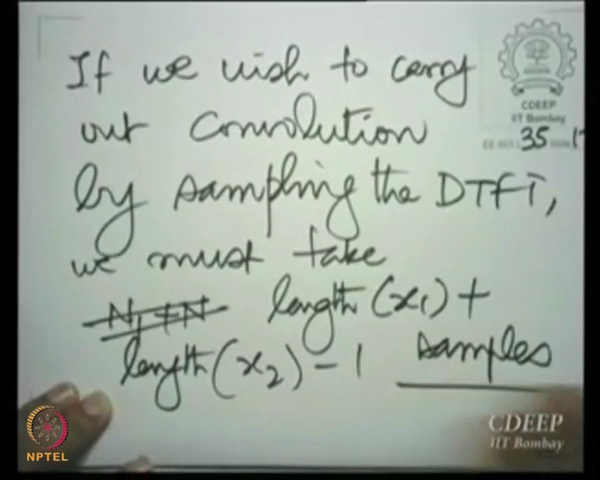 If we wish to carry
out Convolution
by sampling the DTFT,
we must take
N1+N length (x1) +
length (x2) - 1 samples
CDEEP
IIT Bombay
35
CDEEP
IIT Bombay
NPTEL